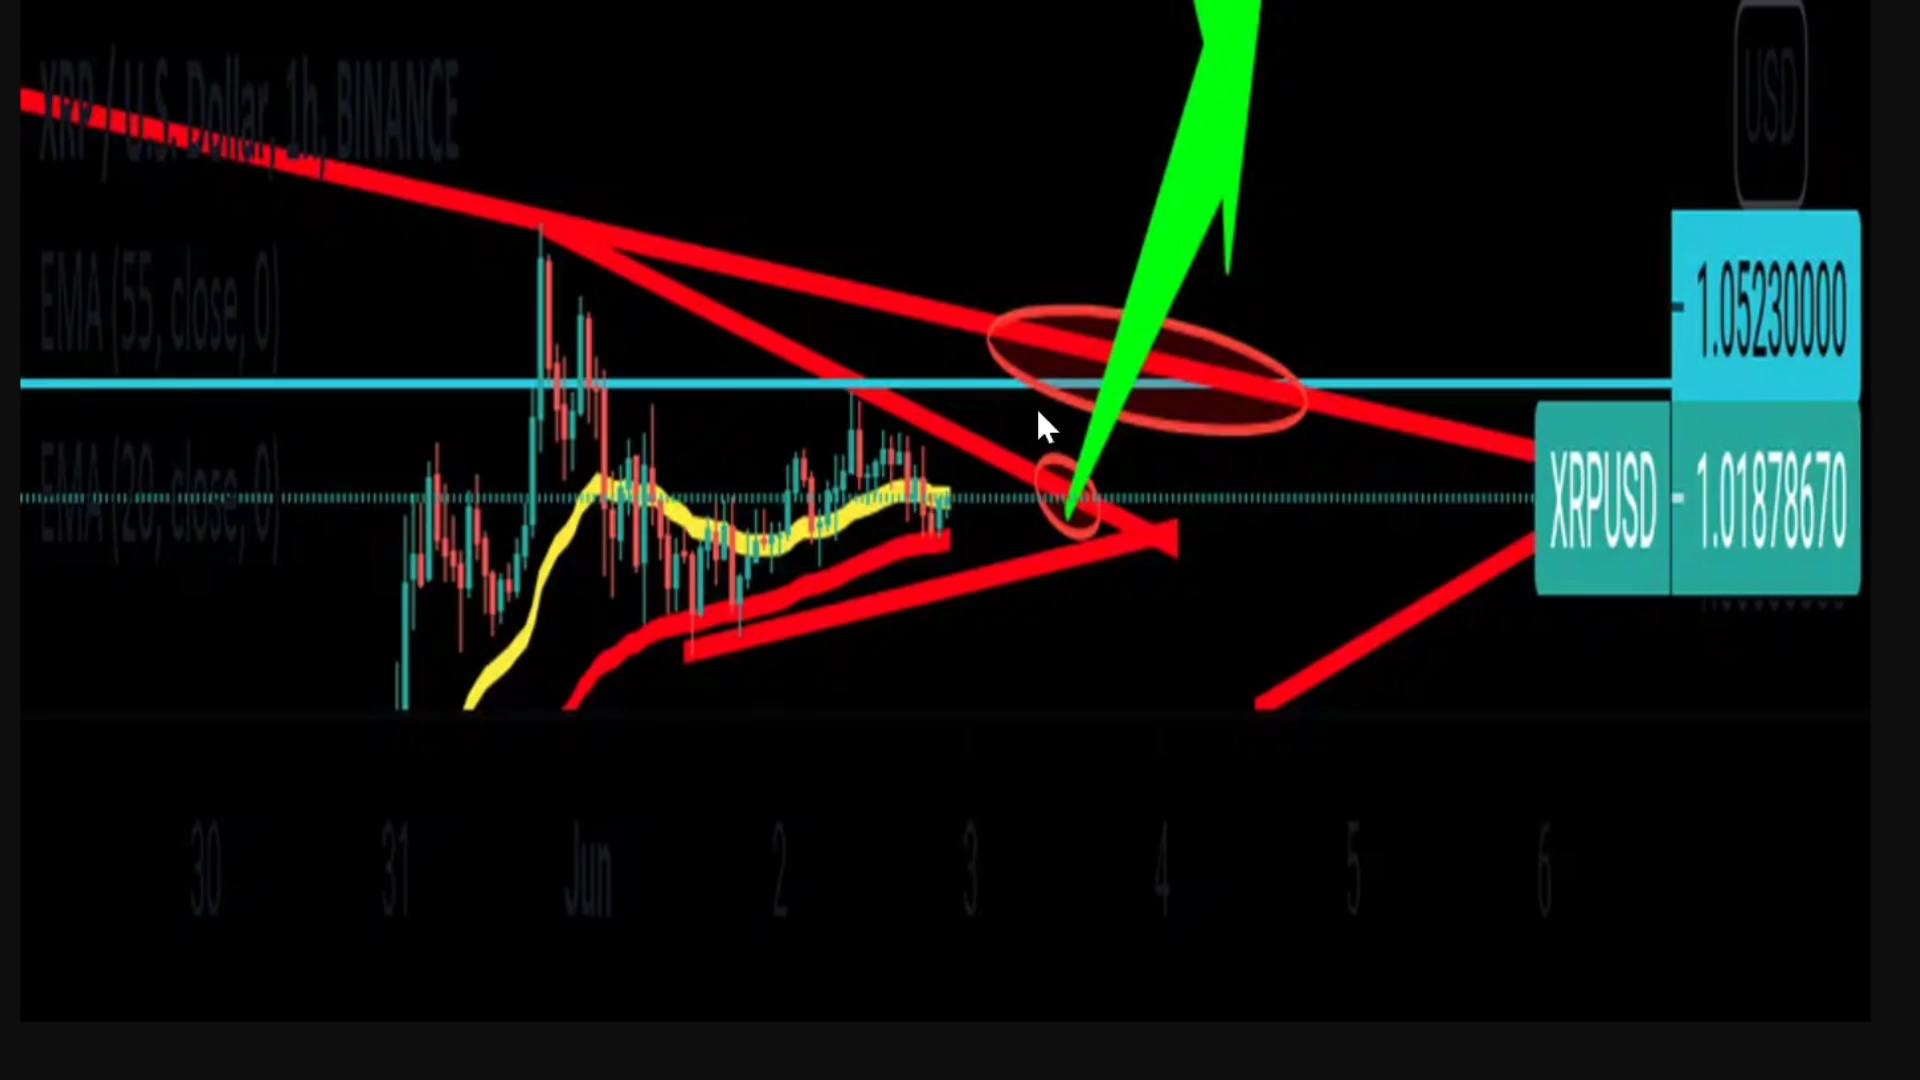 XRP / U.S. Dollar, 1h, BINANCE
USD
EMA (55, close, 0)
1.05230000
EMA (20, close, 0)
XRPUSD
1.01878670
30
31
Jun
2
3
4
5
6